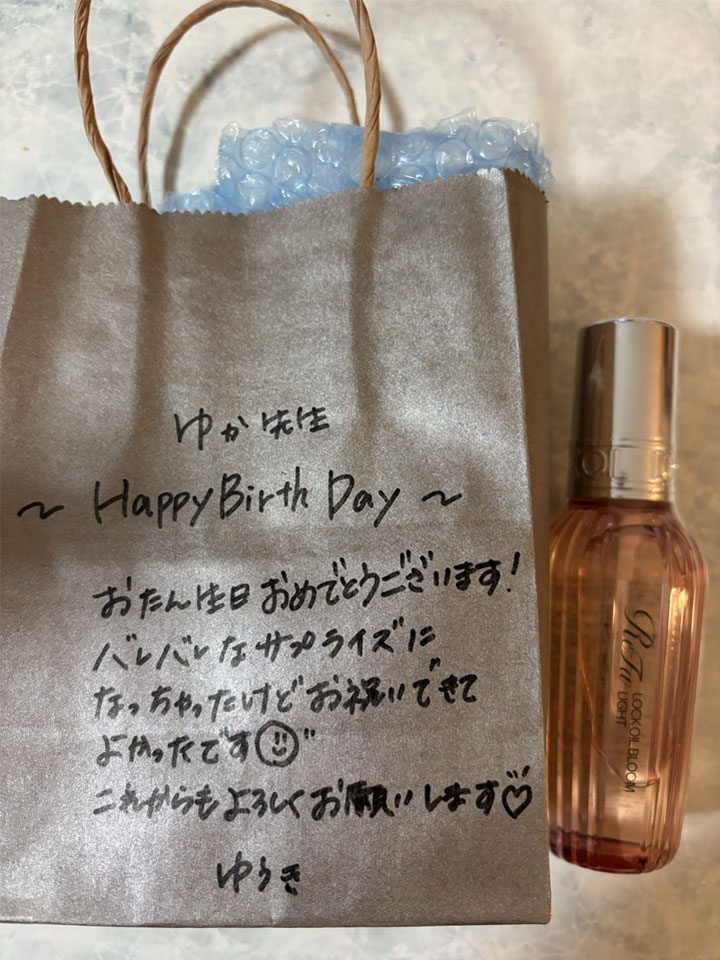 ゆか先生
~ Happy Birth Day ~
おたん生日おめでとうございます!
バレバレなサプライズに
なっちゃったけどお祝いできて
よかったです
これからもよろしくお願いします♡
ゆうき
ReFa
LOCK OIL BLOOM
LIGHT